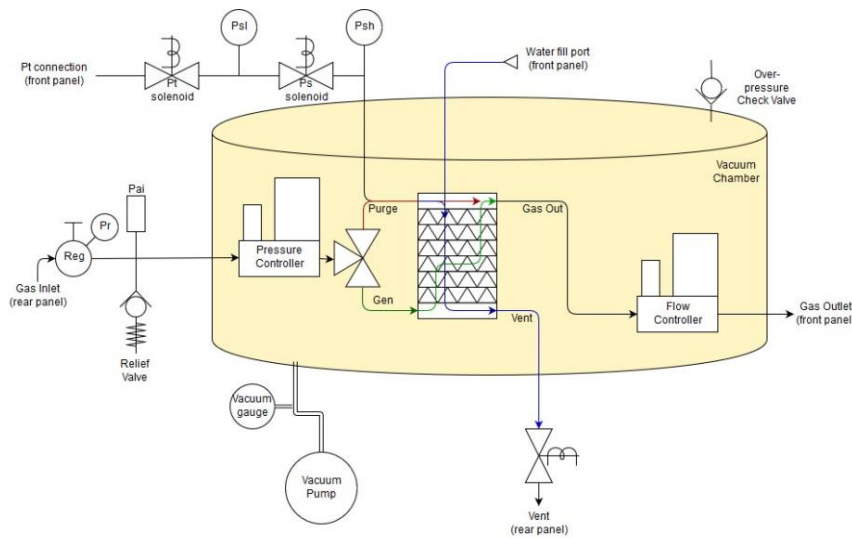 Psl
Psh
Pt connection
(front panel)
Pt
solenoid
Ps
solenoid
Water fill port
(front panel)
Over-
pressure
Check Valve
Vacuum
Chamber
Pai
Pr
Reg
Gas Inlet
(rear panel)
Relief
Valve
Pressure
Controller
Purge
Gen
Gas Out
Vent
Flow
Controller
Gas Outlet
(front panel)
Vacuum
gauge
Vacuum
Pump
Vent
(rear panel)